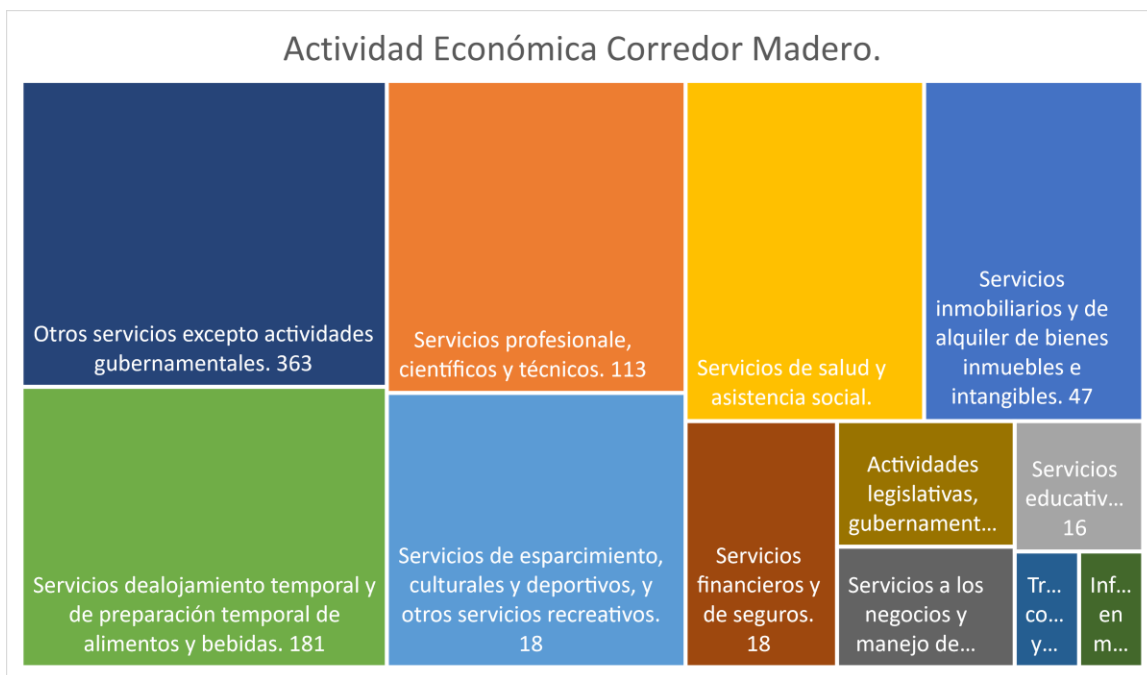 Actividad Económica Corredor Madero.
Otros servicios excepto actividades
gubernamentales. 363
Servicios dealojamiento temporal y
de preparación temporal de
alimentos y bebidas. 181
Servicios profesionale,
científicos y técnicos. 113
Servicios de esparcimiento,
culturales y deportivos, y
otros servicios recreativos.
18
Servicios de salud y
asistencia social.
Servicios
inmobiliarios y de
alquiler de bienes
inmuebles e
intangibles. 47
Servicios
financieros y
de seguros.
18
Actividades
legislativas,
gubernament...
Servicios a los
negocios y
manejo de...
Servicios
educativ...
16
Tr...
co...
y...
Inf...
en
m...